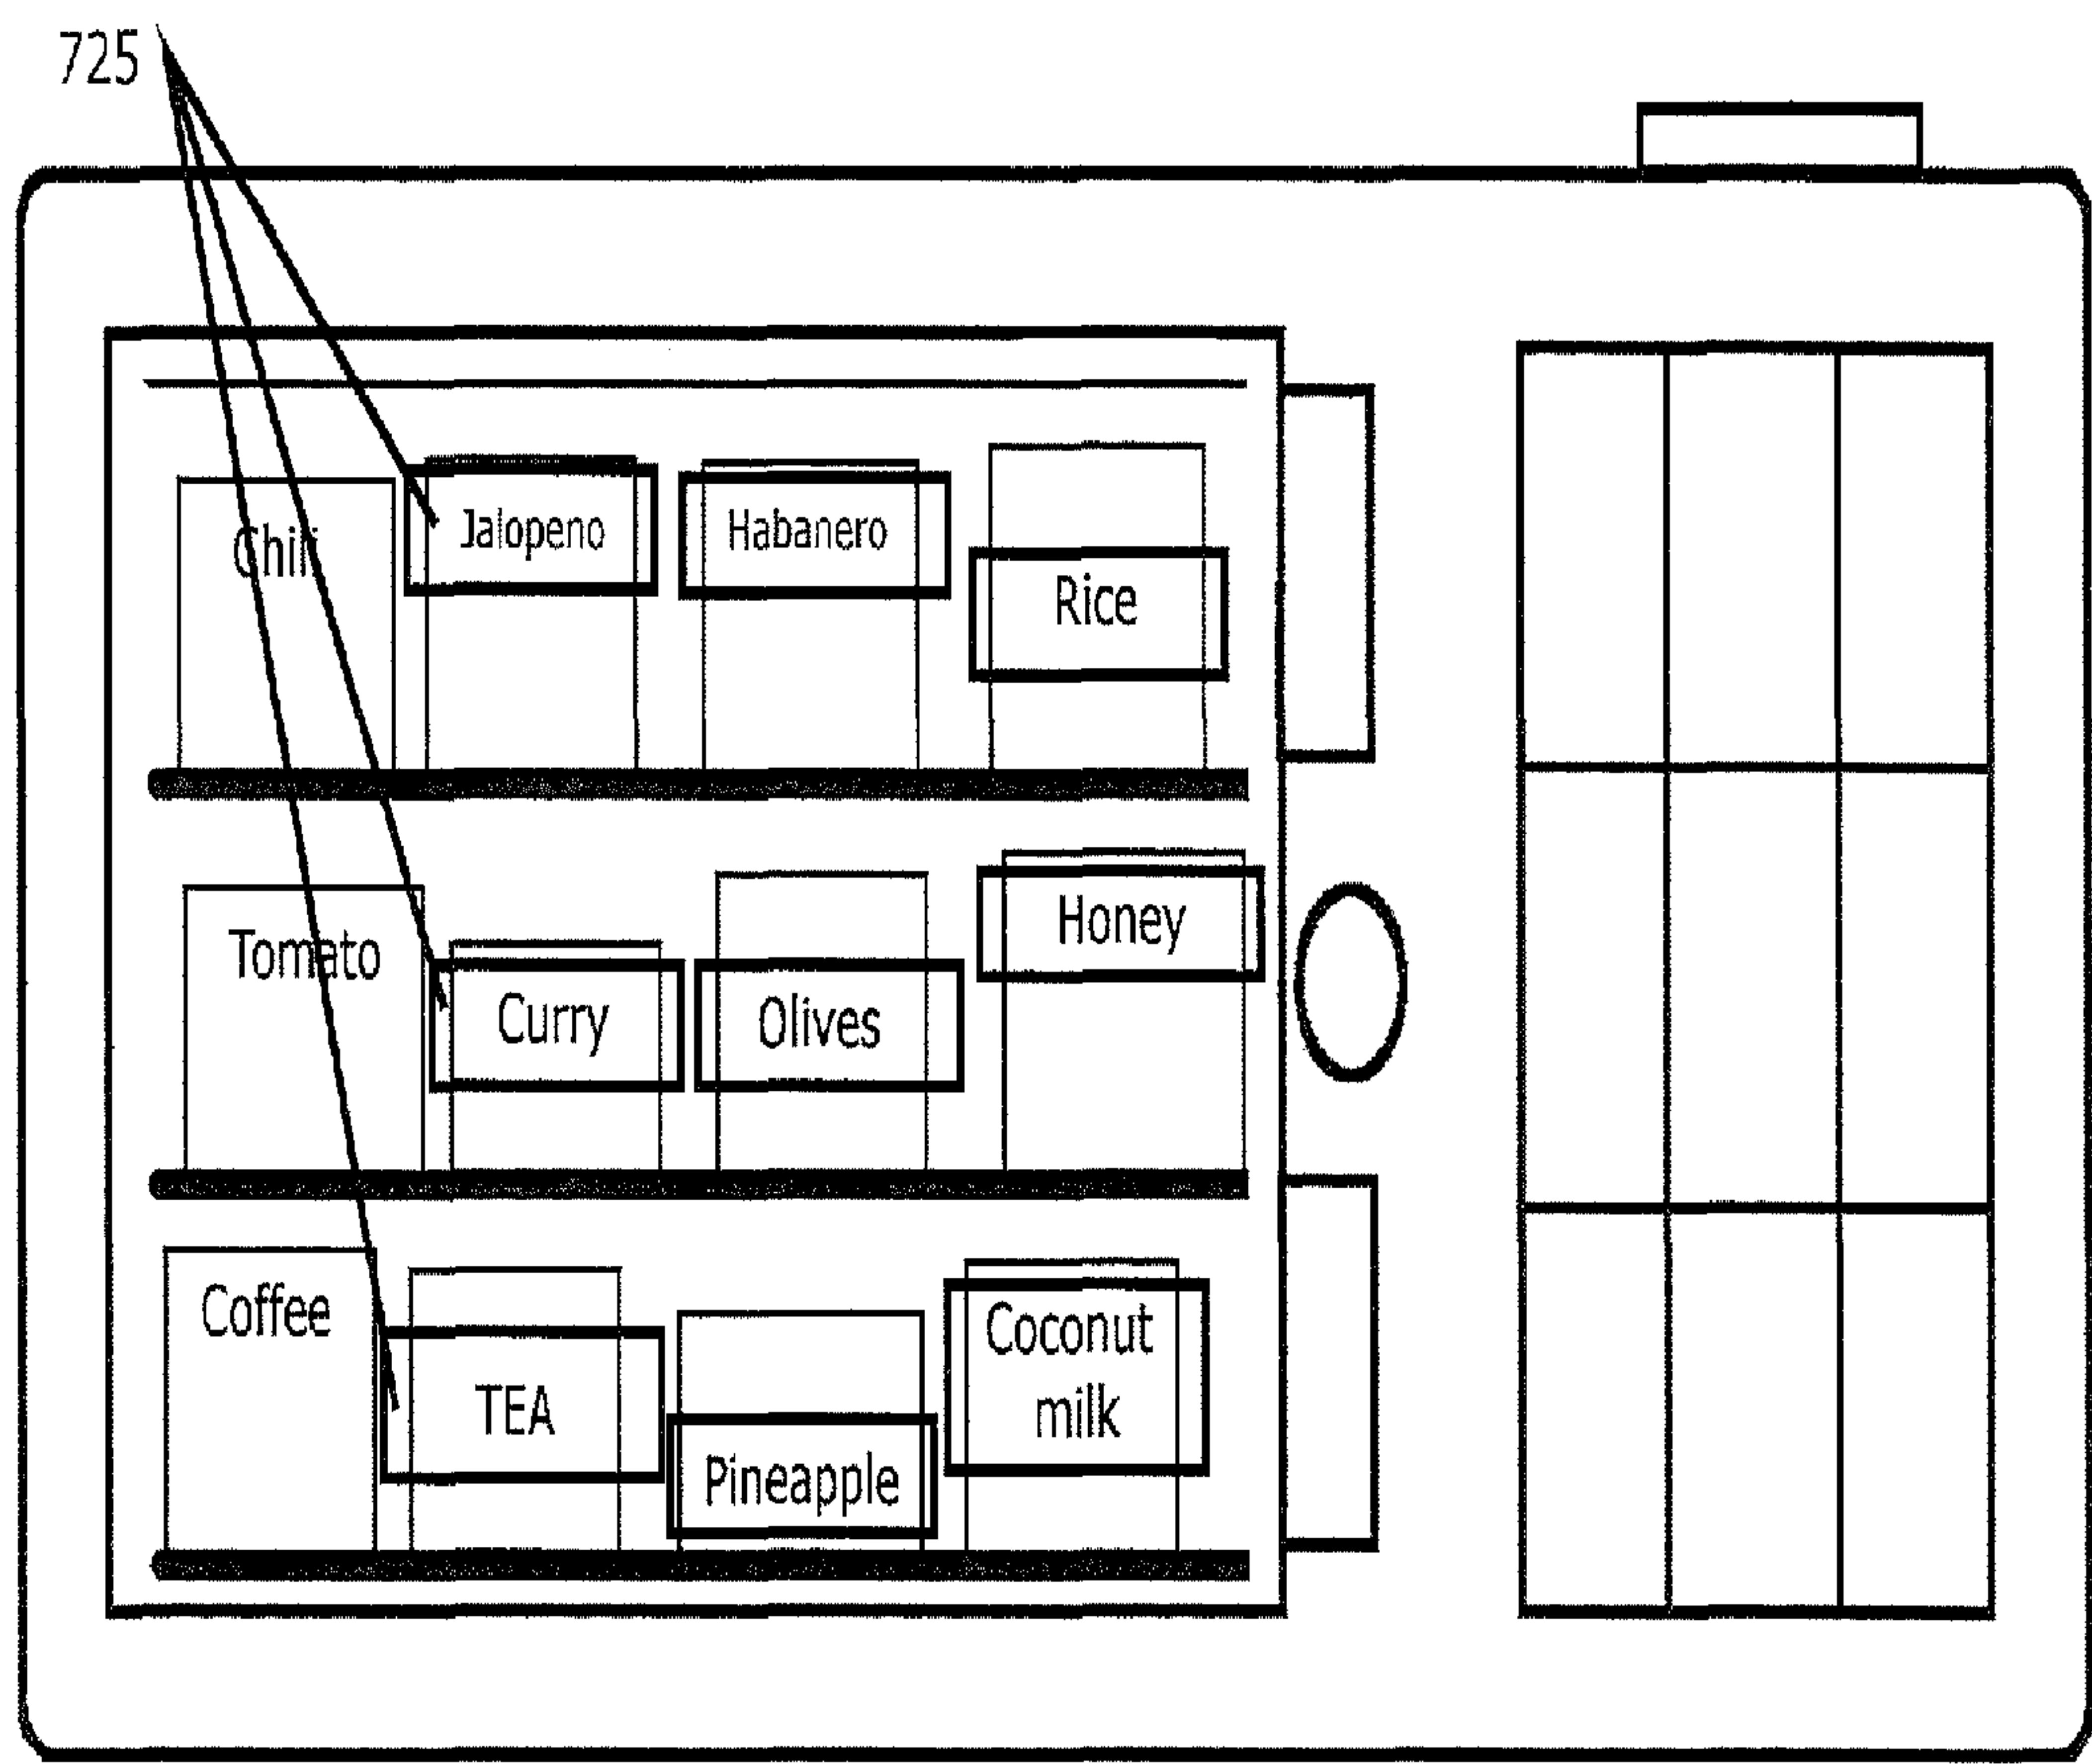 725
Chili
Jalopeno
Habanero
Rice
Tomato
Curry
Olives
Honey
Coffee
TEA
Pineapple
Coconut
milk